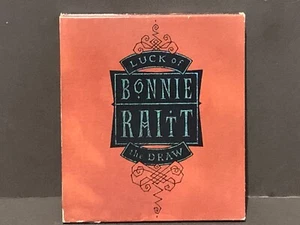 LUCK of
BONNIE
RAITT
the DRAW